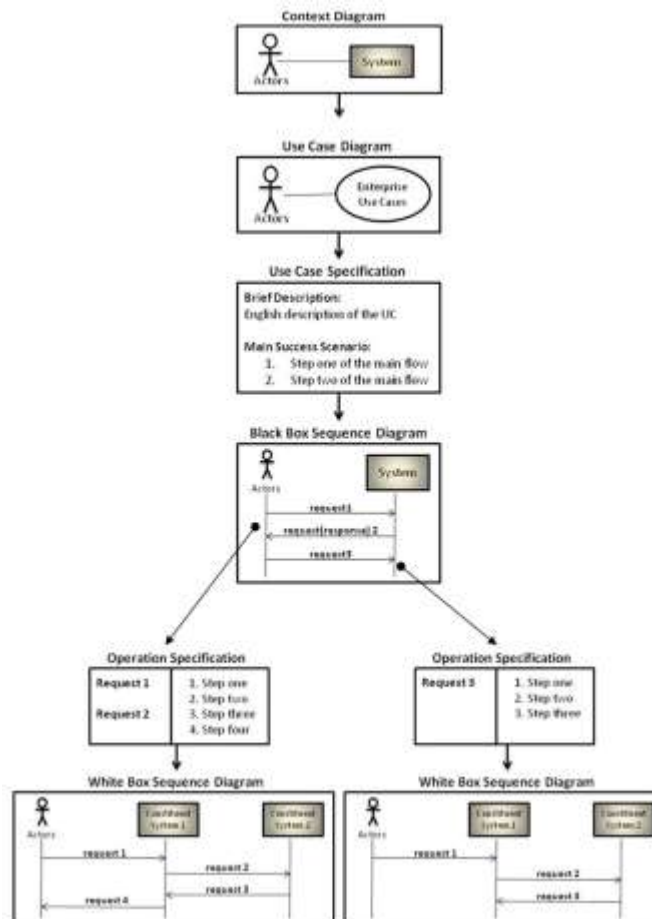 Context Diagram
System
Actors
Use Case Diagram
Enterprise
Use Cases
Actors
Use Case Specification
Brief Description:
English description of the UC
Main Success Scenario:
1. Step one of the main flow
2. Step two of the main flow
Black Box Sequence Diagram
System
Actors
request1
request(response) 2
request3
Operation Specification
Request 1
Request 2
1. Step one
2. Step two
3. Step three
4. Step four
Operation Specification
Request 3
1. Step one
2. Step two
3. Step three
White Box Sequence Diagram
Actors
System.1
System.2
request 1
request 2
request 3
request 4
White Box Sequence Diagram
Actors
System.1
System.2
request 1
request 2
request 3